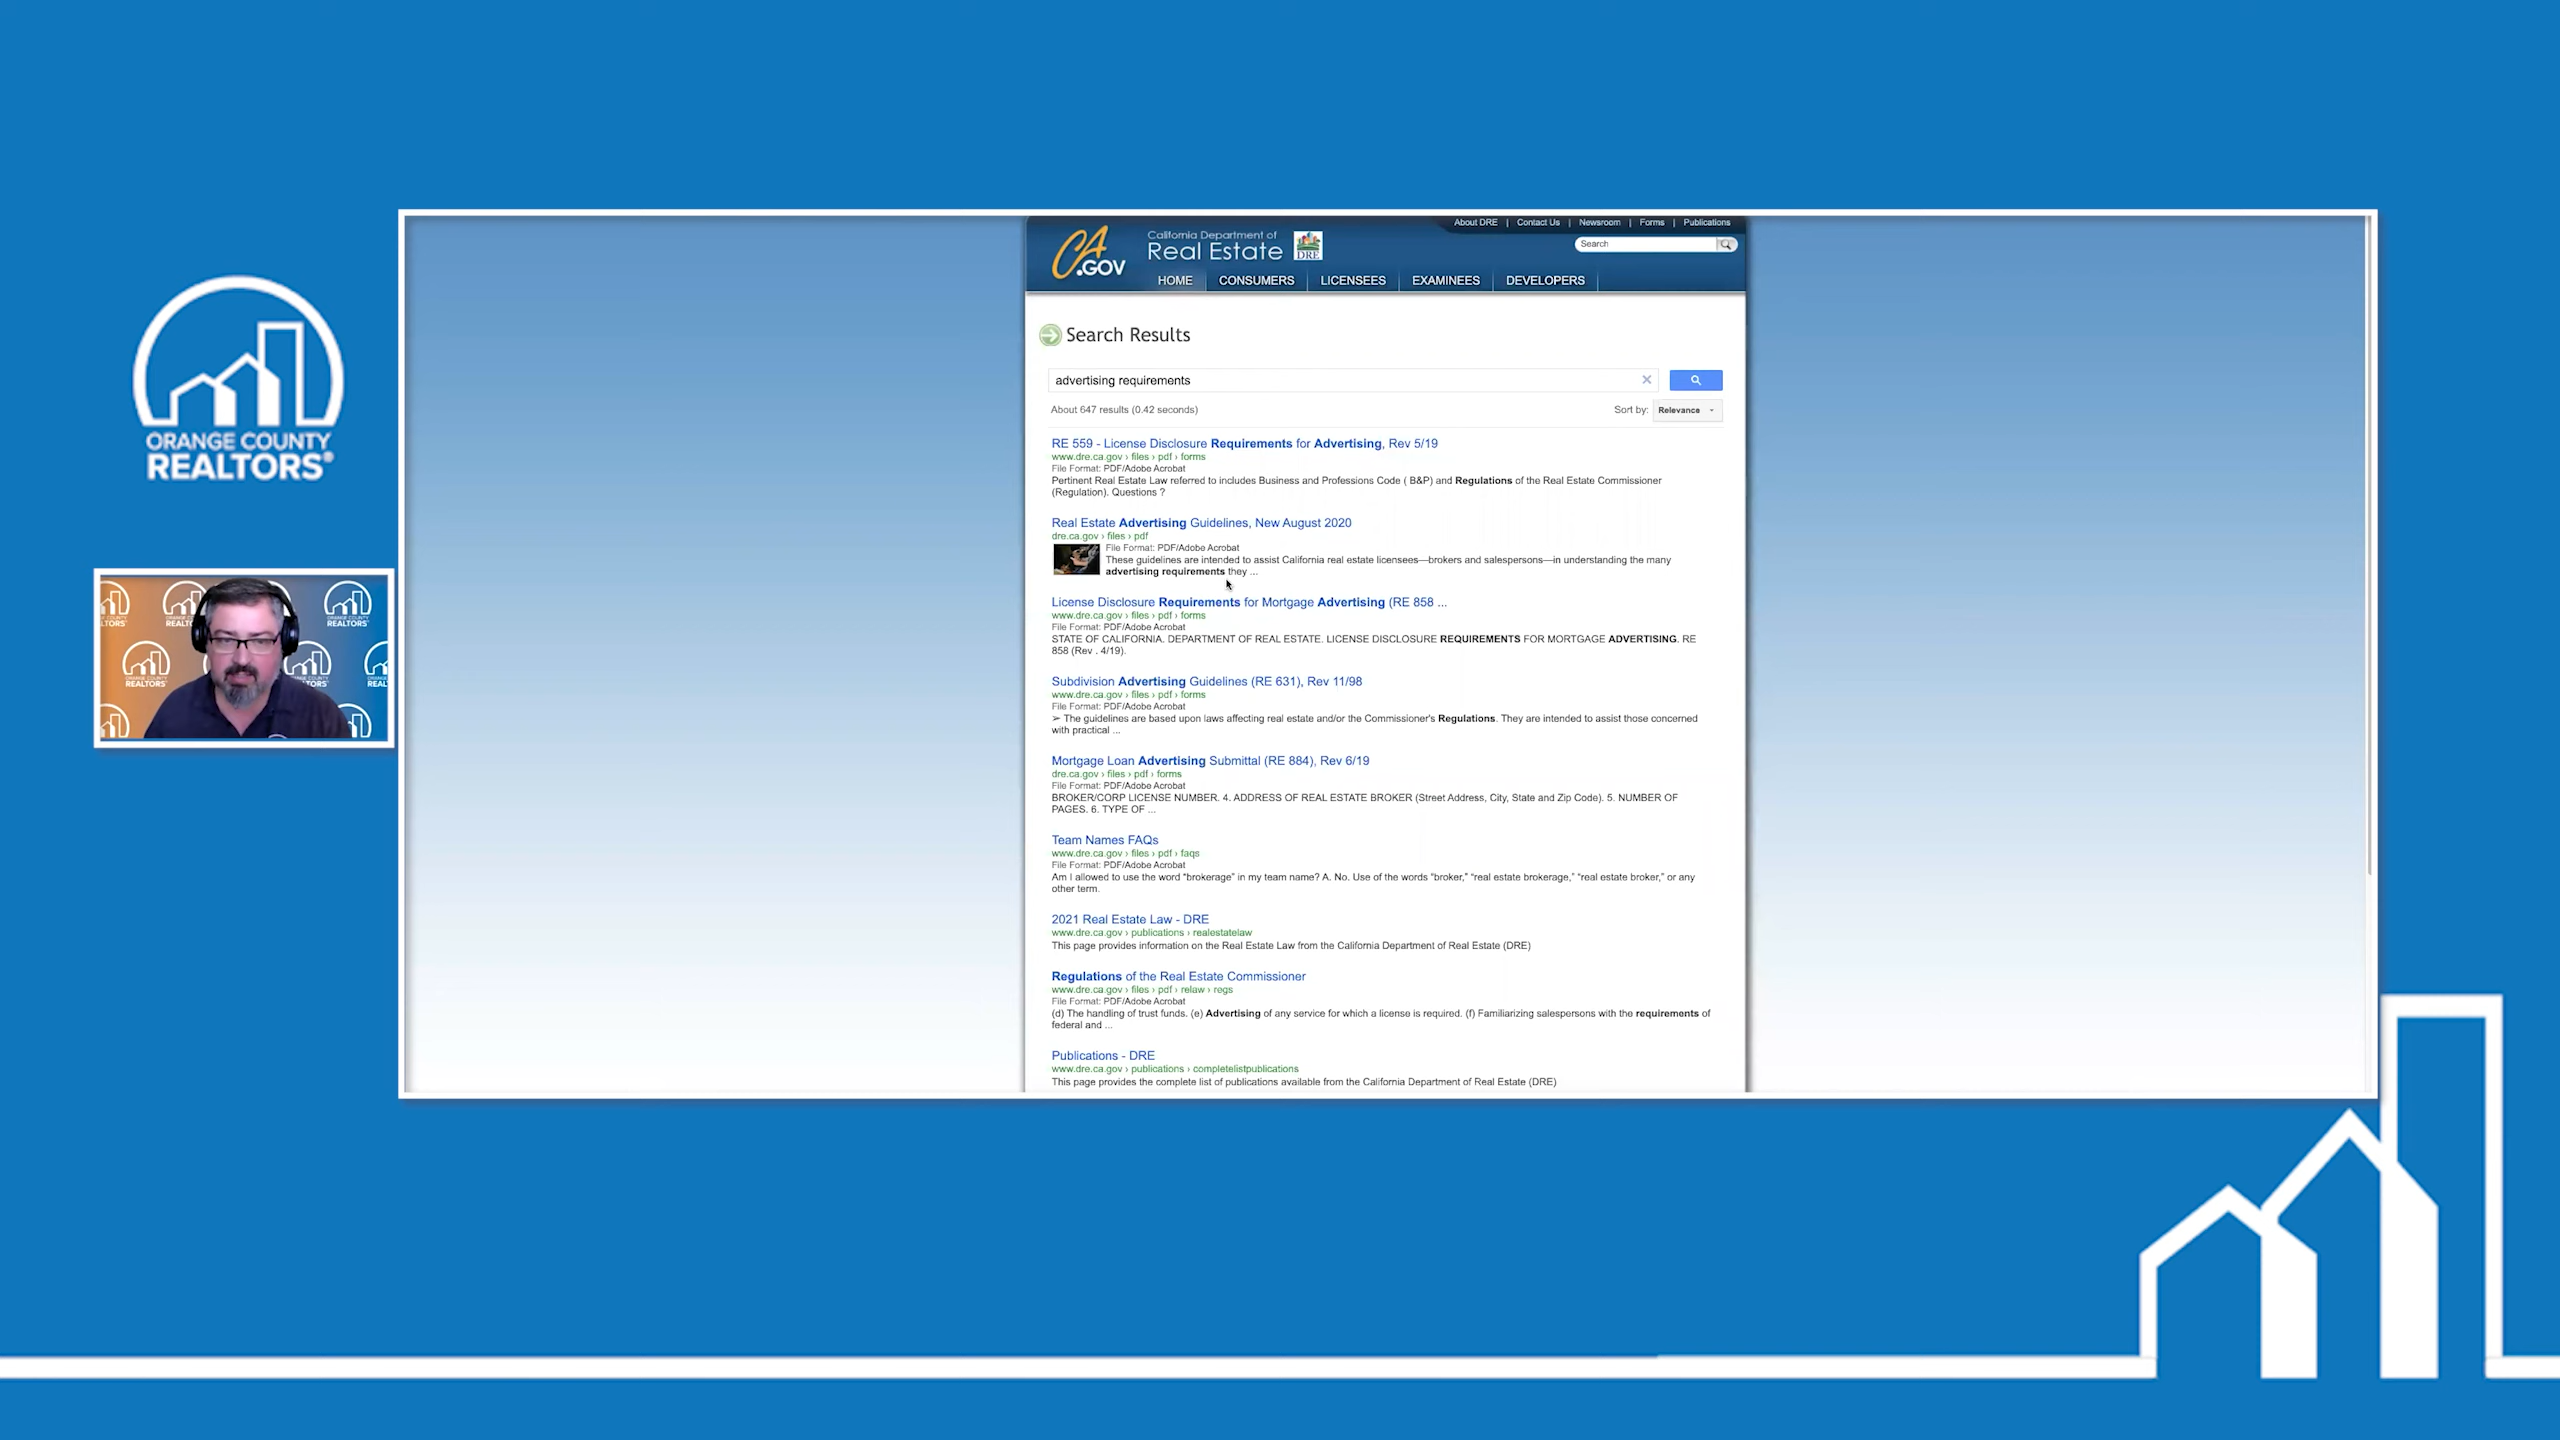 ORANGE COUNTY
REALTORS®
CA
.GOV
California Department of
Real Estate
DRE
About DRE | Contact Us | Newsroom | Forms | Publications
Search
HOME CONSUMERS LICENSEES EXAMINEES DEVELOPERS
Search Results
advertising requirements
About 647 results (0.42 seconds)
Sort by: Relevance
RE 559 - License Disclosure Requirements for Advertising, Rev 5/19
www.dre.ca.gov › files › pdf › forms
File Format: PDF/Adobe Acrobat
Pertinent Real Estate Law referred to includes Business and Professions Code ( B&P) and Regulations of the Real Estate Commissioner
(Regulation). Questions ?
Real Estate Advertising Guidelines, New August 2020
dre.ca.gov › files › pdf
File Format: PDF/Adobe Acrobat
These guidelines are intended to assist California real estate licensees—brokers and salespersons—in understanding the many
advertising requirements they ...
License Disclosure Requirements for Mortgage Advertising (RE 858 ...
www.dre.ca.gov › files › pdf › forms
File Format: PDF/Adobe Acrobat
STATE OF CALIFORNIA. DEPARTMENT OF REAL ESTATE. LICENSE DISCLOSURE REQUIREMENTS FOR MORTGAGE ADVERTISING. RE
858 (Rev . 4/19).
Subdivision Advertising Guidelines (RE 631), Rev 11/98
www.dre.ca.gov › files › pdf › forms
File Format: PDF/Adobe Acrobat
➢ The guidelines are based upon laws affecting real estate and/or the Commissioner's Regulations. They are intended to assist those concerned
with practical ...
Mortgage Loan Advertising Submittal (RE 884), Rev 6/19
dre.ca.gov › files › pdf › forms
File Format: PDF/Adobe Acrobat
BROKER/CORP LICENSE NUMBER. 4. ADDRESS OF REAL ESTATE BROKER (Street Address, City, State and Zip Code). 5. NUMBER OF
PAGES. 6. TYPE OF ...
Team Names FAQs
www.dre.ca.gov › files › pdf › faqs
File Format: PDF/Adobe Acrobat
Am I allowed to use the word “brokerage” in my team name? A. No. Use of the words “broker,” “real estate brokerage,” “real estate broker,” or any
other term.
2021 Real Estate Law - DRE
www.dre.ca.gov › publications › realestatelaw
This page provides information on the Real Estate Law from the California Department of Real Estate (DRE)
Regulations of the Real Estate Commissioner
www.dre.ca.gov › files › pdf › relaw › regs
File Format: PDF/Adobe Acrobat
(d) The handling of trust funds. (e) Advertising of any service for which a license is required. (f) Familiarizing salespersons with the requirements of
federal and ...
Publications - DRE
www.dre.ca.gov › publications › completelistpublications
This page provides the complete list of publications available from the California Department of Real Estate (DRE)
ORANGE COUNTY
REALTORS